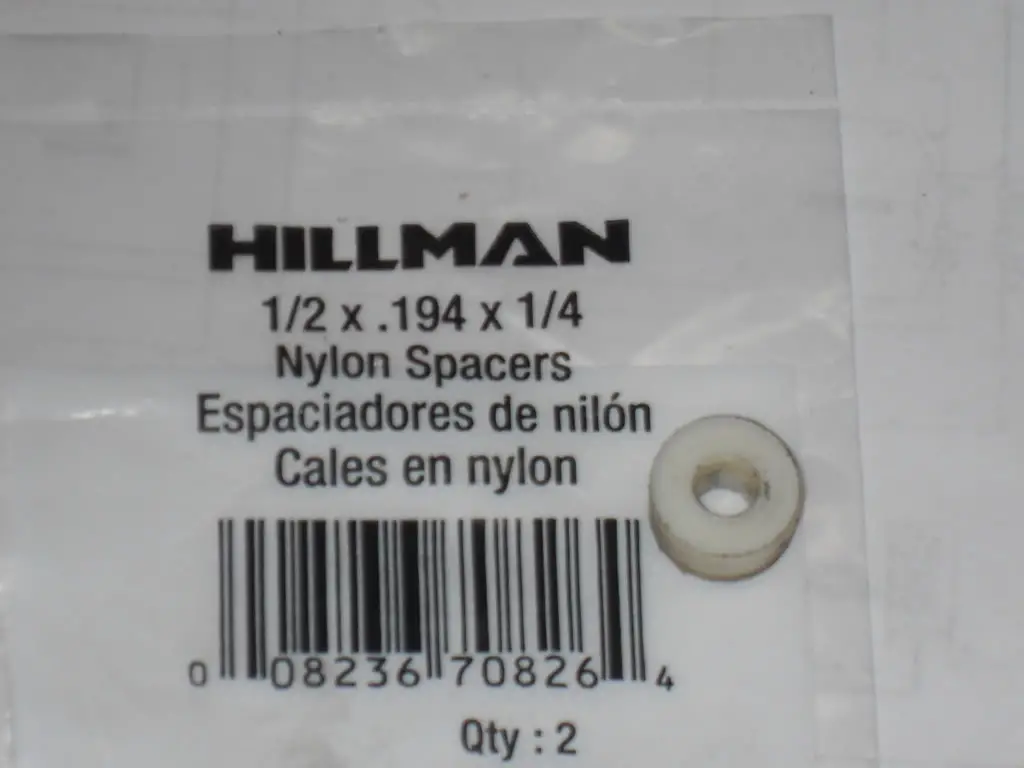 HILLMAN
1/2 x .194 x 1/4
Nylon Spacers
Espaciadores de nilón
Cales en nylon
0 08236 70826 4
Qty : 2